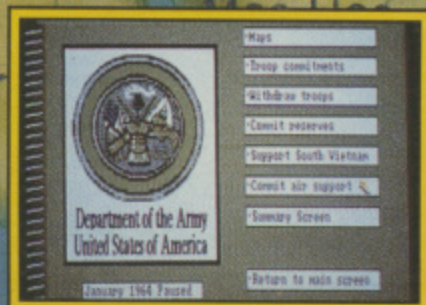 Maps
Troop commitments
Withdraw troops
Commit reserves
Support South Vietnam
Commit air support
Summary Screen
Department of the Army
United States of America
January 1964 Paused
Return to main screen